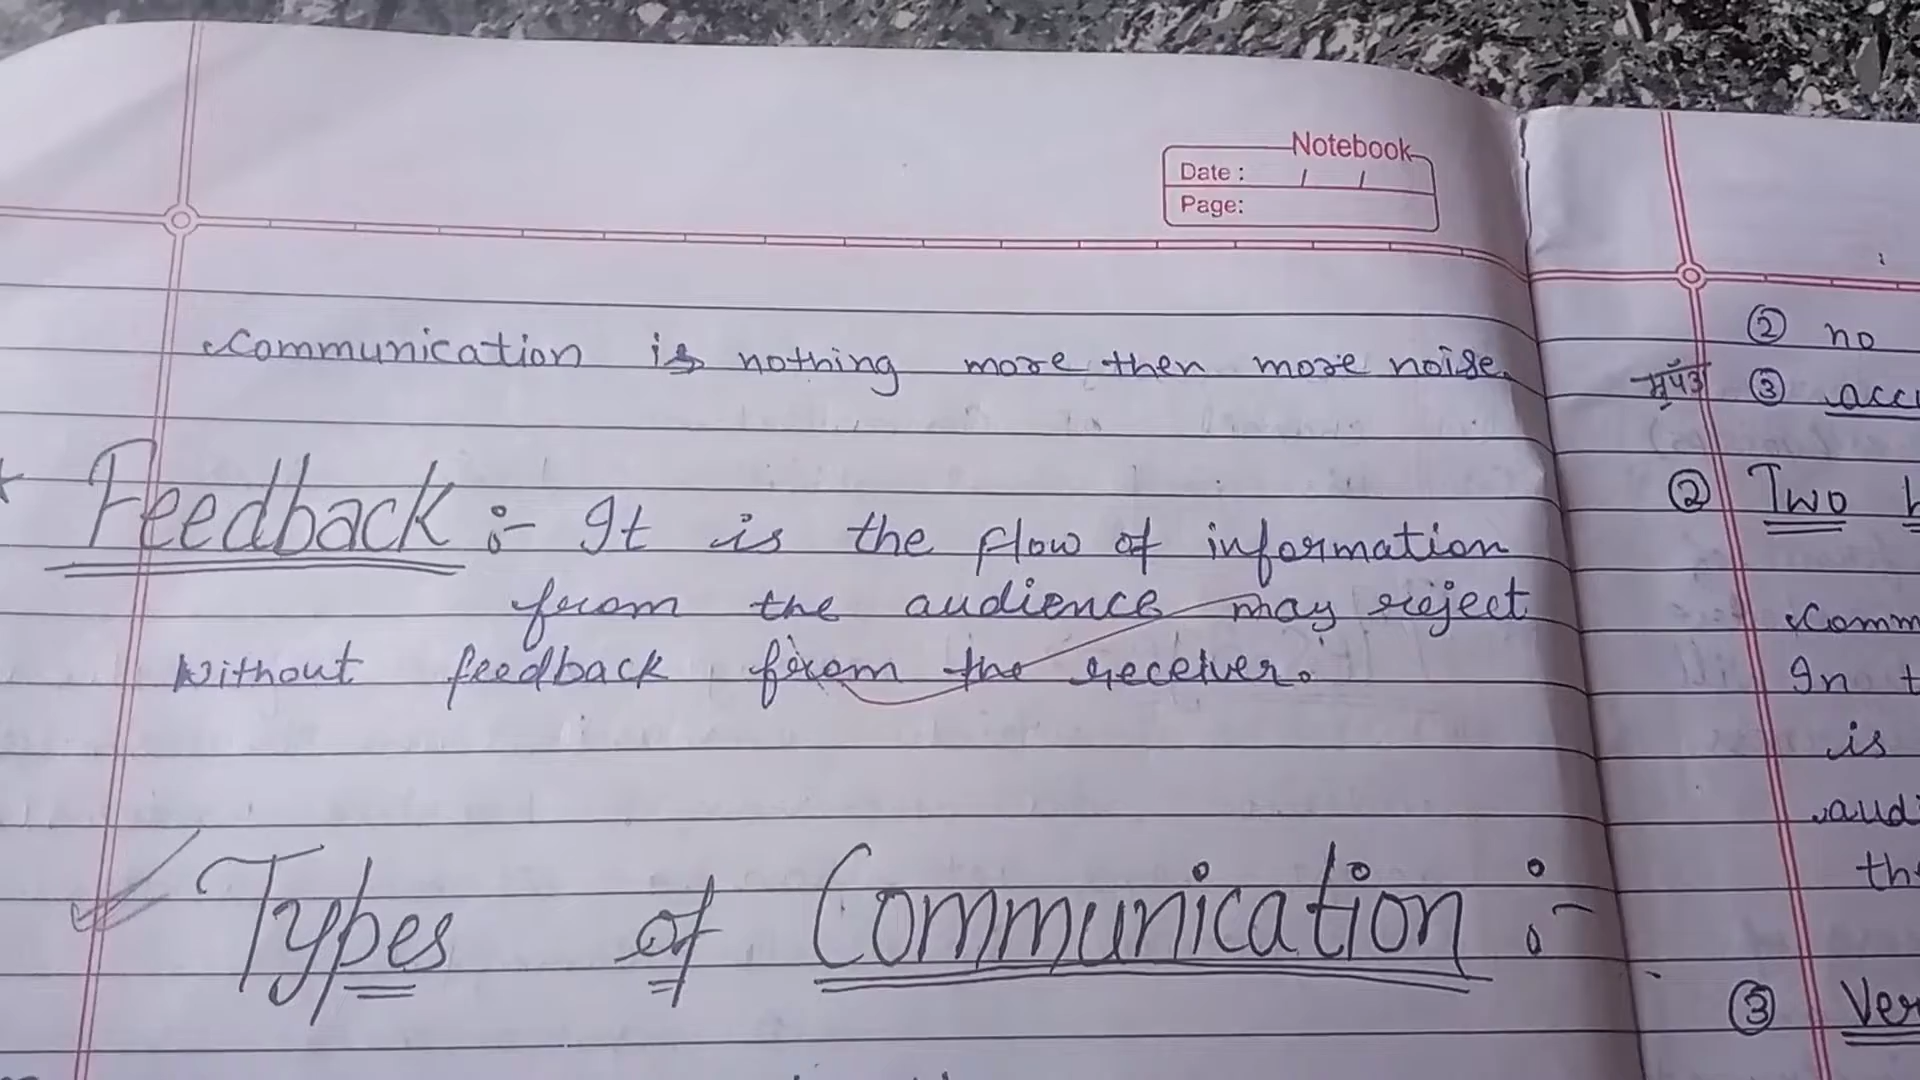 Notebook
Date : / /
Page:
communication is nothing more then more noise.
Feedback :- It is the flow of information
from the audience may reject
without feedback from the receiver.
Types of Communication :-
② no
③ acc
② Two
Comm
In t
is
audi
the
③ Ver